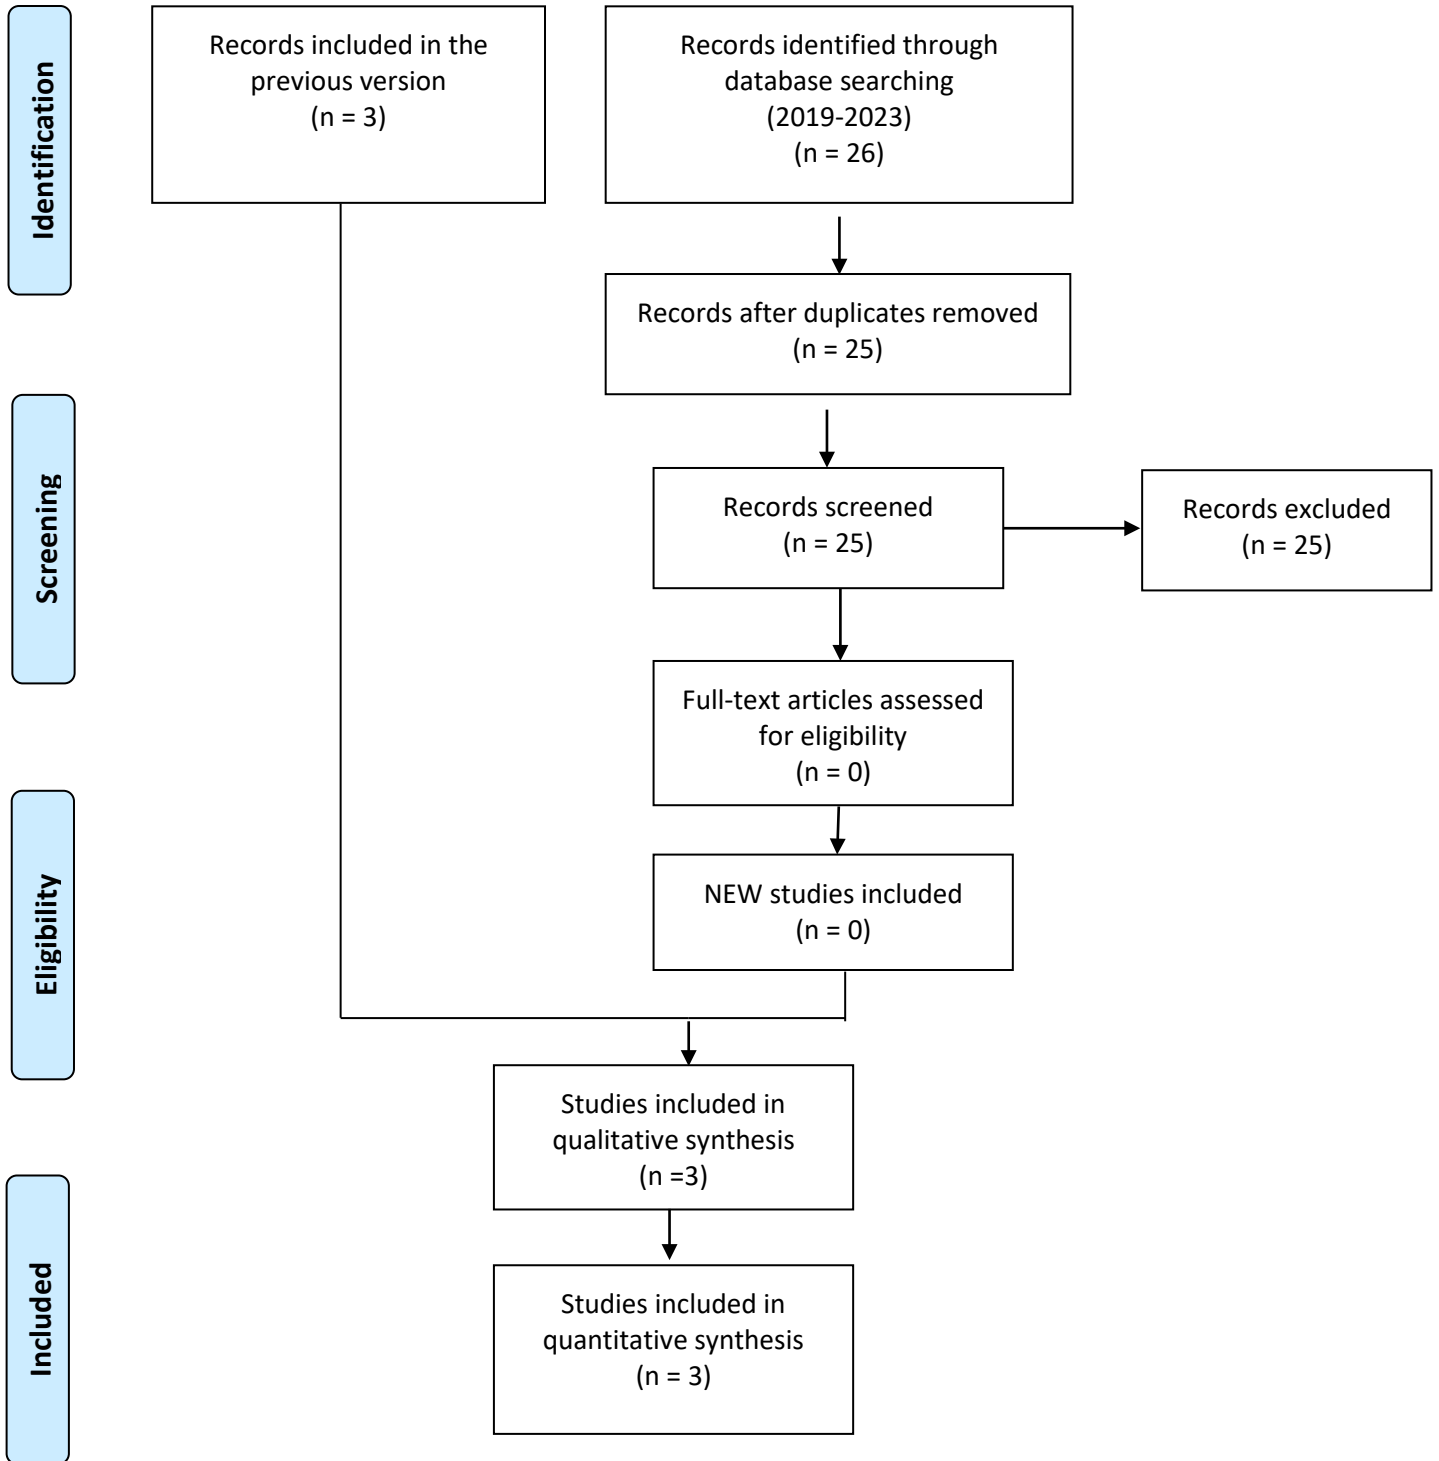 Identification
Records included in the
previous version
(n = 3)
Records identified through
database searching
(2019-2023)
(n = 26)
Records after duplicates removed
(n = 25)
Screening
Records screened
(n = 25)
Records excluded
(n = 25)
Full-text articles assessed
for eligibility
(n = 0)
Eligibility
NEW studies included
(n = 0)
Studies included in
qualitative synthesis
(n =3)
Included
Studies included in
quantitative synthesis
(n = 3)